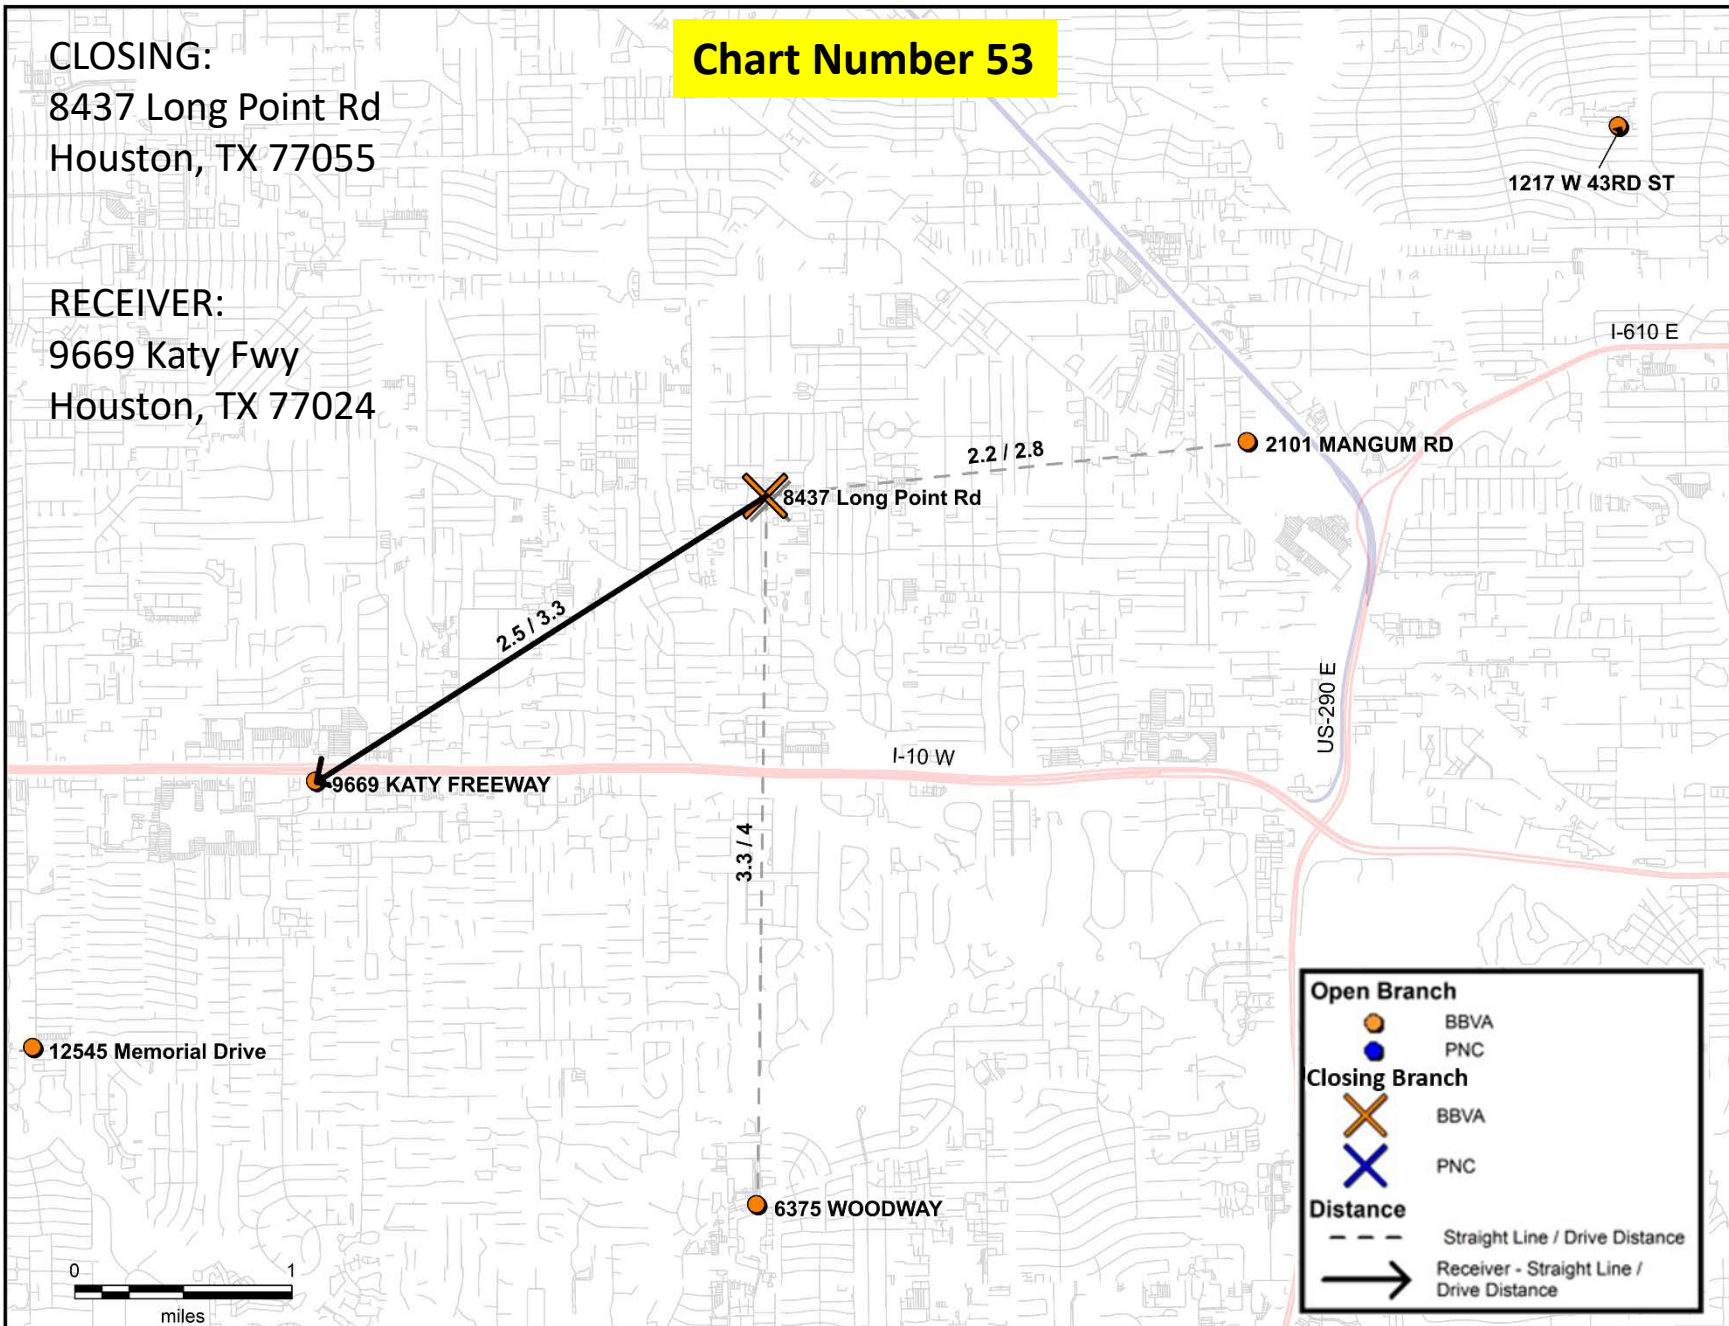 Chart Number 53
CLOSING:
8437 Long Point Rd
Houston, TX 77055
RECEIVER:
9669 Katy Fwy
Houston, TX 77024
1217 W 43RD ST
I-610 E
2.2 / 2.8
2101 MANGUM RD
8437 Long Point Rd
2.5 / 3.3
US-290 E
I-10 W
9669 KATY FREEWAY
3.3 / 4
12545 Memorial Drive
6375 WOODWAY
0 1
miles
Open Branch
BBVA
PNC
Closing Branch
BBVA
PNC
Distance
Straight Line / Drive Distance
Receiver - Straight Line /
Drive Distance